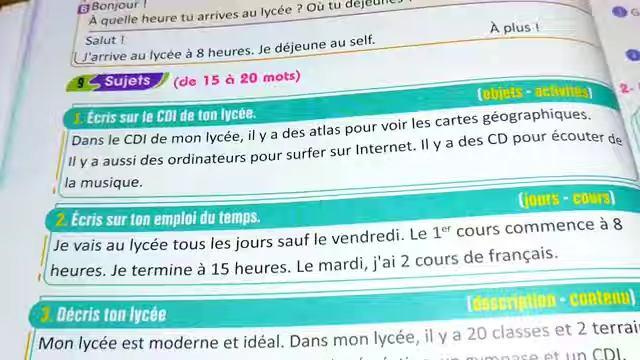 6 Bonjour !
À quelle heure tu arrives au lycée ? Où tu déjeunes
Salut !
À plus !
J'arrive au lycée à 8 heures. Je déjeune au self.
9 Sujets (de 15 à 20 mots)
1. Écris sur le CDI de ton lycée. (objets - activités)
Dans le CDI de mon lycée, il y a des atlas pour voir les cartes géographiques.
Il y a aussi des ordinateurs pour surfer sur Internet. Il y a des CD pour écouter de
la musique.
2. Écris sur ton emploi du temps. (jours - cours)
Je vais au lycée tous les jours sauf le vendredi. Le 1er cours commence à 8
heures. Je termine à 15 heures. Le mardi, j'ai 2 cours de français.
3. Décris ton lycée (description - contenu)
Mon lycée est moderne et idéal. Dans mon lycée, il y a 20 classes et 2 terrai
gymnase et un CDI.
2-